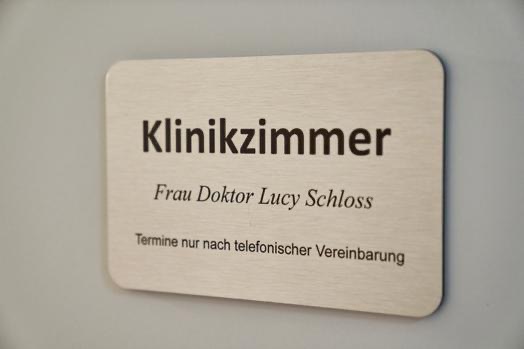 Klinikzimmer
Frau Doktor Lucy Schloss
Termine nur nach telefonischer Vereinbarung